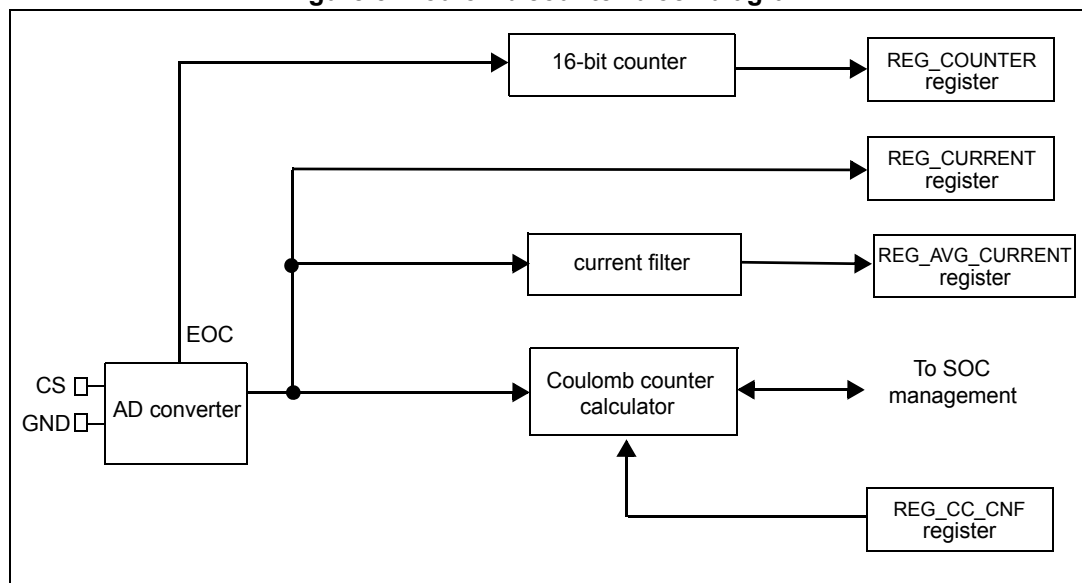 16-bit counter
REG_COUNTER
register
REG_CURRENT
register
current filter
REG_AVG_CURRENT
register
EOC
CS
GND
AD converter
Coulomb counter
calculator
To SOC
management
REG_CC_CNF
register